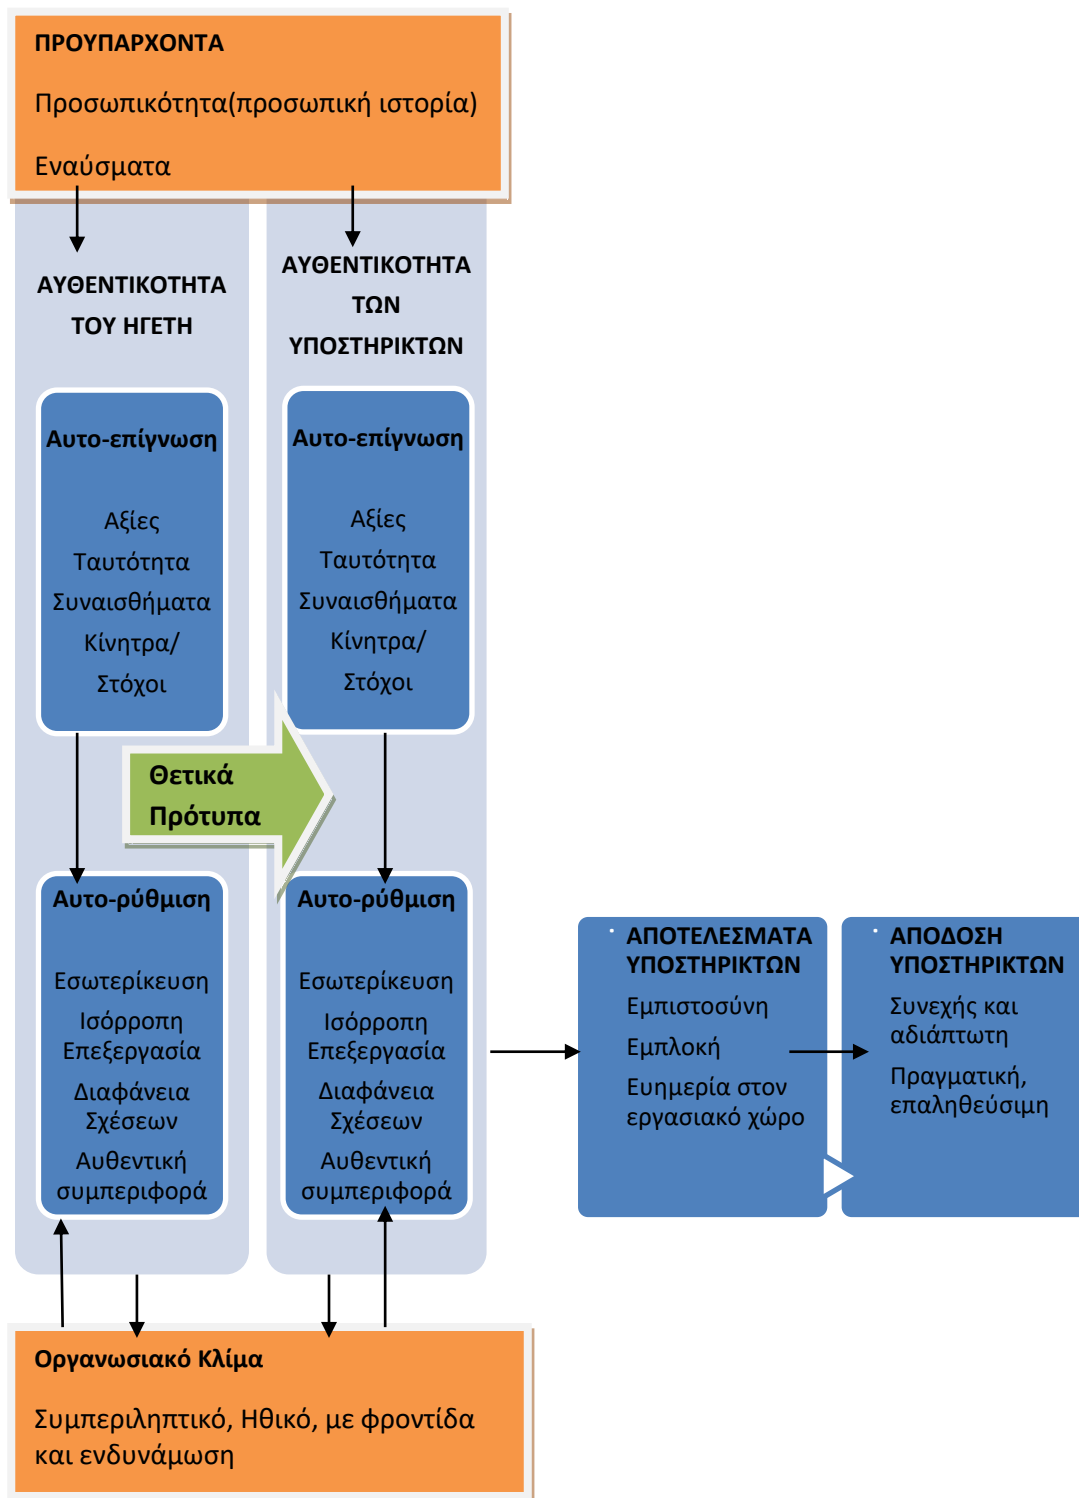 ΠΡΟΥΠΑΡΧΟΝΤΑ
Προσωπικότητα(προσωπική ιστορία)
Εναύσματα
ΑΥΘΕΝΤΙΚΟΤΗΤΑ
ΤΟΥ ΗΓΕΤΗ
Αυτο-επίγνωση
Αξίες
Ταυτότητα
Συναισθήματα
Κίνητρα/
Στόχοι
Αυτο-ρύθμιση
Εσωτερίκευση
Ισόρροπη
Επεξεργασία
Διαφάνεια
Σχέσεων
Αυθεντική
συμπεριφορά
ΑΥΘΕΝΤΙΚΟΤΗΤΑ
ΤΩΝ
ΥΠΟΣΤΗΡΙΚΤΩΝ
Αυτο-επίγνωση
Αξίες
Ταυτότητα
Συναισθήματα
Κίνητρα/
Στόχοι
Θετικά
Πρότυπα
Αυτο-ρύθμιση
Εσωτερίκευση
Ισόρροπη
Επεξεργασία
Διαφάνεια
Σχέσεων
Αυθεντική
συμπεριφορά
· ΑΠΟΤΕΛΕΣΜΑΤΑ
ΥΠΟΣΤΗΡΙΚΤΩΝ
Εμπιστοσύνη
Εμπλοκή
Ευημερία στον
εργασιακό χώρο
· ΑΠΟΔΟΣΗ
ΥΠΟΣΤΗΡΙΚΤΩΝ
Συνεχής και
αδιάπτωτη
Πραγματική,
επαληθεύσιμη
Οργανωσιακό Κλίμα
Συμπεριληπτικό, Ηθικό, με φροντίδα
και ενδυνάμωση